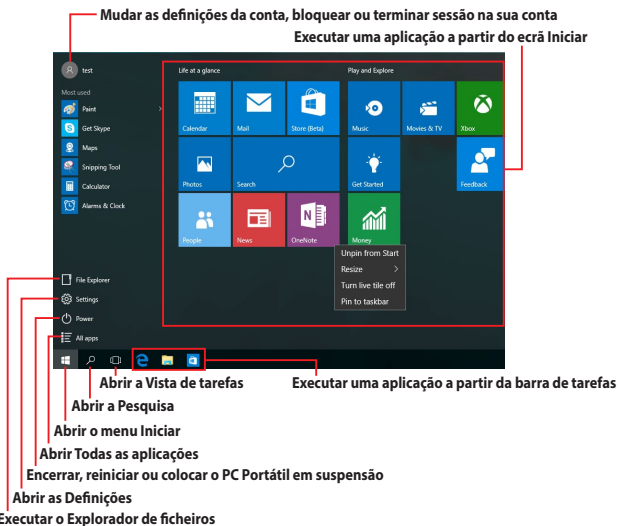 Mudar as definições da conta, bloquear ou terminar sessão na sua conta
Executar uma aplicação a partir do ecrã Iniciar
test
Life at a glance
Play and Explore
Most used
Paint
Get Skype
Maps
Snipping Tool
Calculator
Alarms & Clock
Calendar
Mail
Store (Beta)
Music
Movies & TV
Xbox
Photos
Search
Get Started
Feedback
People
News
OneNote
Money
Unpin from Start
Resize
Turn live tile off
Pin to taskbar
File Explorer
Settings
Power
All apps
Abrir a Vista de tarefas
Executar uma aplicação a partir da barra de tarefas
Abrir a Pesquisa
Abrir o menu Iniciar
Abrir Todas as aplicações
Encerrar, reiniciar ou colocar o PC Portátil em suspensão
Abrir as Definições
Executar o Explorador de ficheiros